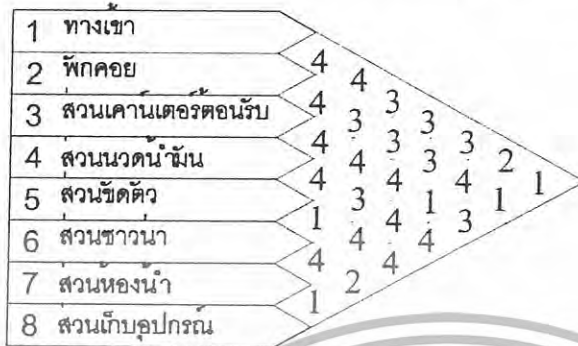 1 ทางเข้า
2 พักคอย
3 ส่วนเคาน์เตอร์ต้อนรับ
4 ส่วนนวดน้ำมัน
5 ส่วนขัดตัว
6 ส่วนซาวน่า
7 ส่วนห้องน้ำ
8 ส่วนเก็บอุปกรณ์
4 4 3 3 3 2 1
4 3 3 3 4 1
4 4 4 1 3
4 3 4 4
1 4 4
4 2
1